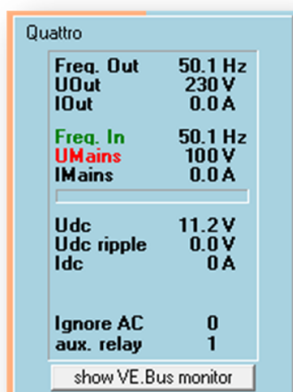 Quattro
Freq. Out 50.1 Hz
UOut 230 V
IOut 0.0 A
Freq. In 50.1 Hz
UMains 100 V
IMains 0.0 A
Udc 11.2 V
Udc ripple 0.0 V
Idc 0 A
Ignore AC 0
aux. relay 1
show VE.Bus monitor